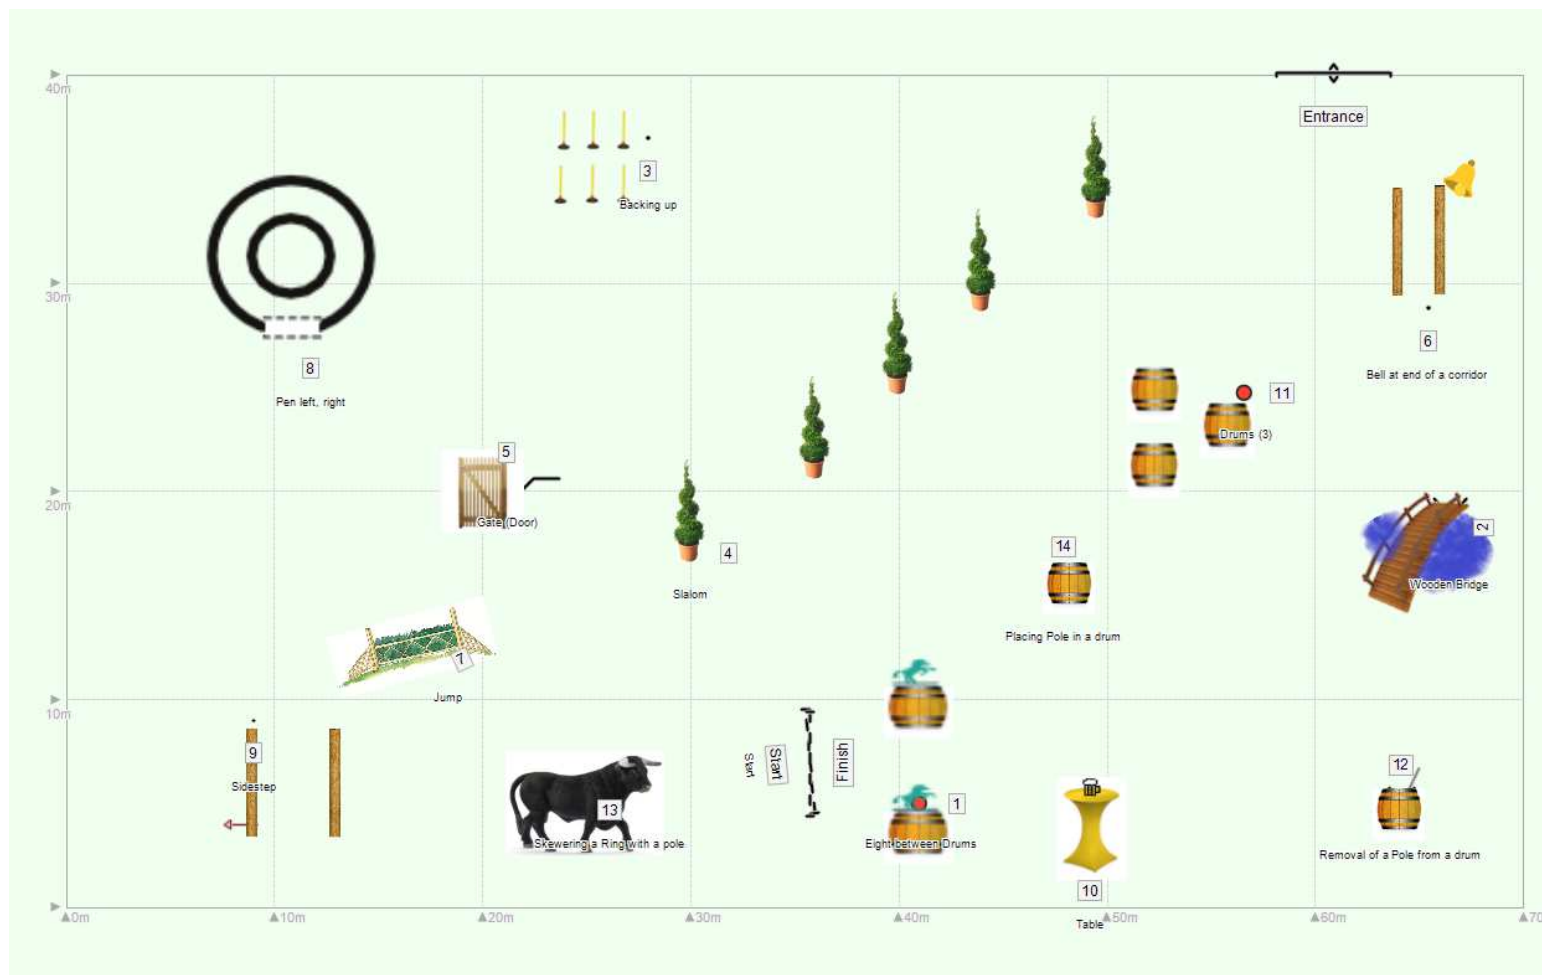 40m
Entrance
3
Backing up
30m
6
8
Bell at end of a corridor
Pen left, right
11
Drums (3)
5
20m
Gate (Door)
2
14
4
Wooden Bridge
Slalom
Placing Pole in a drum
7
Jump
10m
9
Start
Start
Finish
12
Sidestep
13
1
Skewering a Ring with a pole
Eight between Drums
Removal of a Pole from a drum
10
0m
10m
20m
30m
40m
50m
60m
70
Table